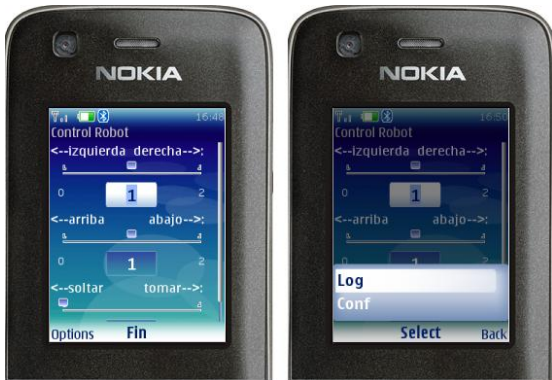 NOKIA
16:48
Control Robot
<--izquierda derecha-->:
0 1 2
<--arriba abajo-->:
0 1 2
<--soltar tomar-->:
Options Fin
NOKIA
16:50
Control Robot
<--izquierda derecha-->:
0 1 2
<--arriba abajo-->:
0 1 2
Log
Conf
Select Back